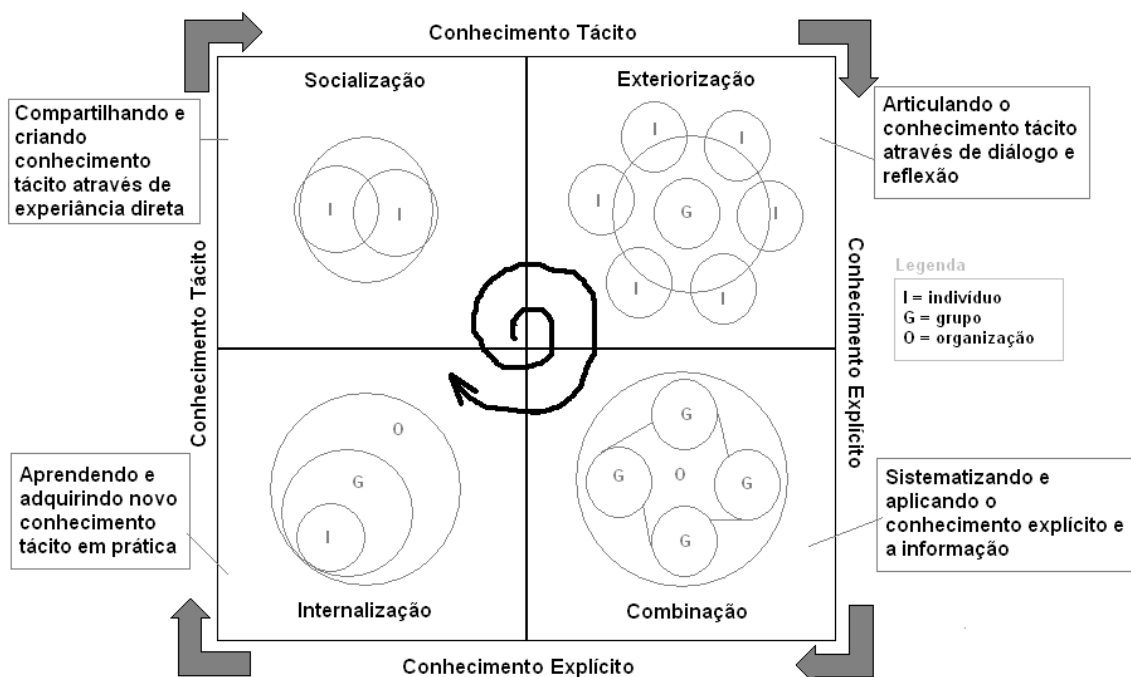 Conhecimento Tácito
Socialização
Exteriorização
Compartilhando e
criando
conhecimento
tácito através de
experiância direta
I
I
I
I
I
I
I
I
G
Articulando o
conhecimento tácito
através de diálogo e
reflexão
Conhecimento Tácito
Conhecimento Explícito
Legenda
I = indivíduo
G = grupo
O = organização
Aprendendo e
adquirindo novo
conhecimento
tácito em prática
O
G
I
G
G
O
G
G
Sistematizando e
aplicando o
conhecimento explícito e
a informação
Internalização
Combinação
Conhecimento Explícito